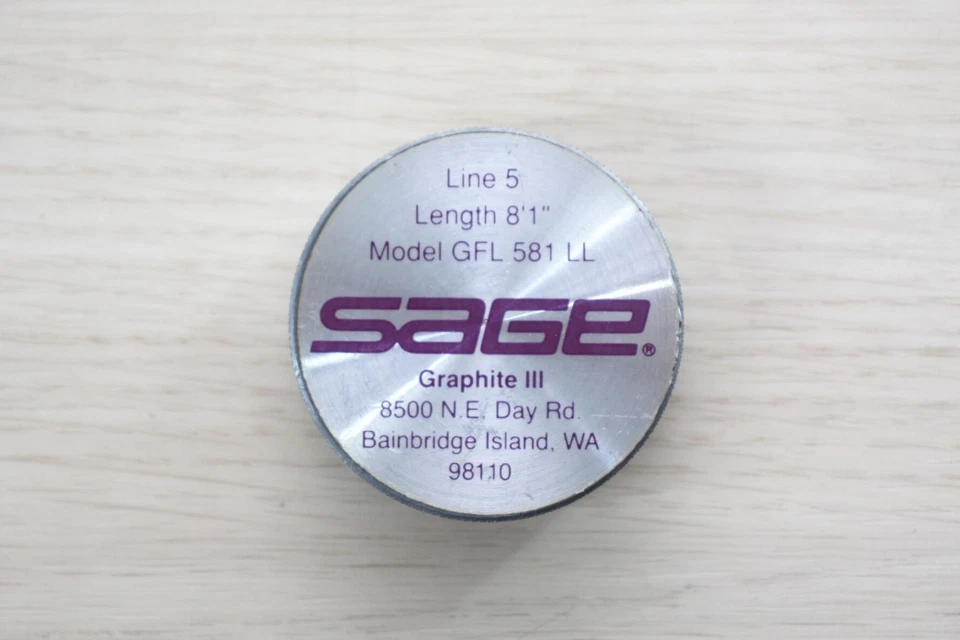 Line 5
Length 8'1"
Model GFL 581 LL
SAGE®
Graphite III
8500 N.E. Day Rd.
Bainbridge Island, WA
98110